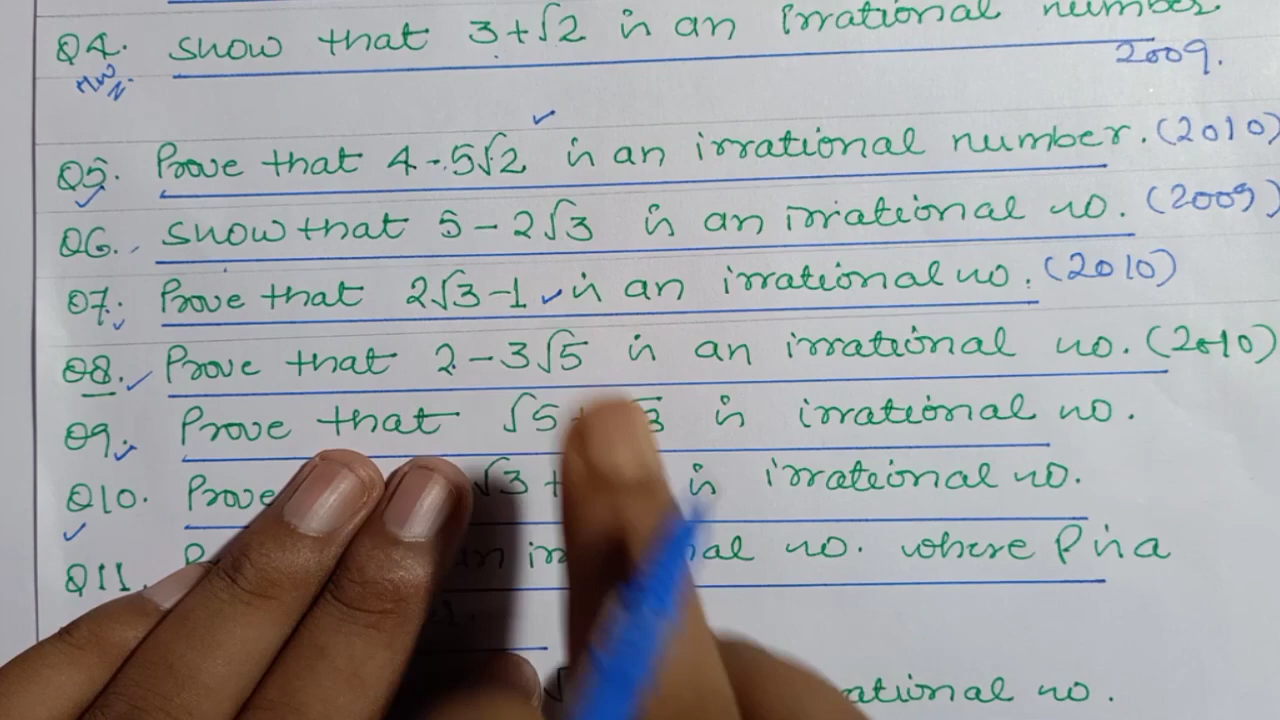 Q4. Show that 3+√2 is an irrational number.
HW N. 2009.
Q5. Prove that 4-5√2 is an irrational number. (2010)
Q6. Show that 5-2√3 is an irrational no. (2009)
Q7. Prove that 2√3-1 is an irrational no. (2010)
Q8. Prove that 2-3√5 is an irrational no. (2010)
Q9. Prove that √5+√3 is irrational no.
Q10. Prove √3+ is irrational no.
Q11. no. where P is a
no.